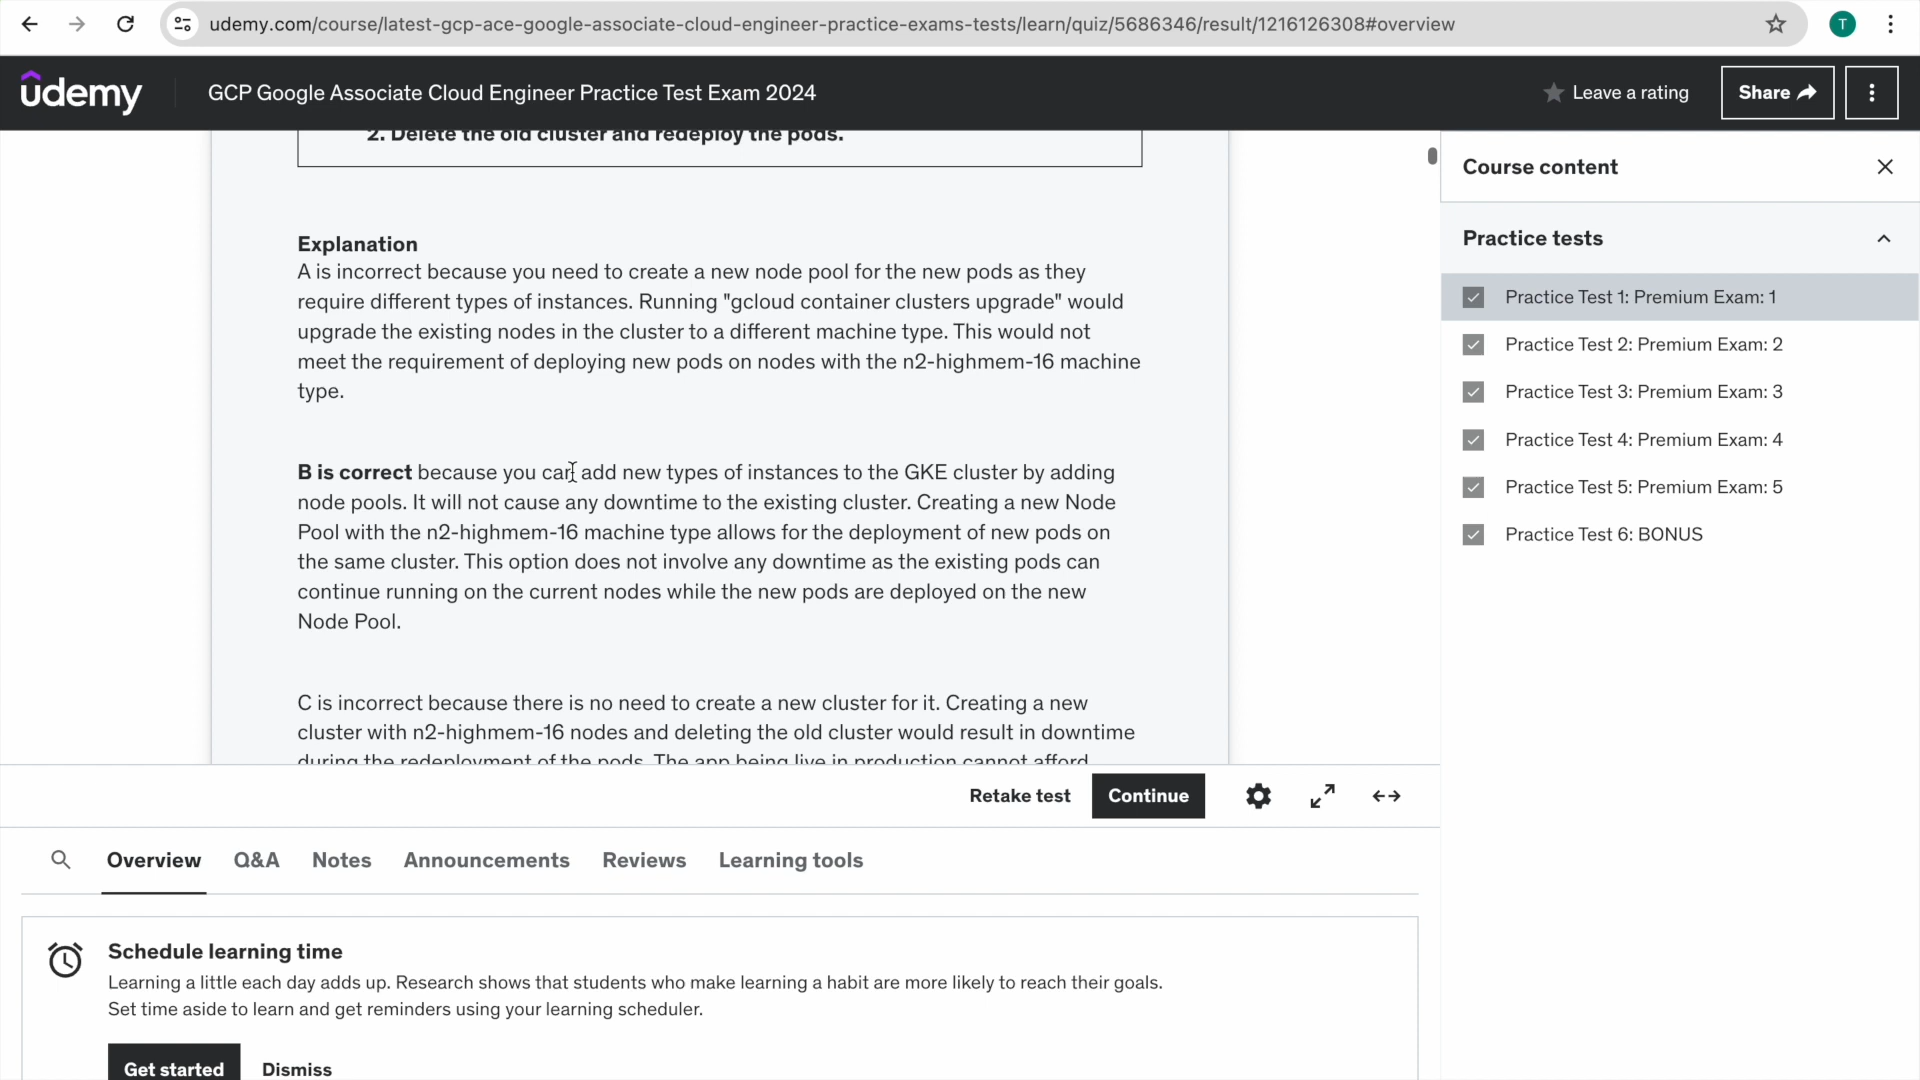 udemy.com/course/latest-gcp-ace-google-associate-cloud-engineer-practice-exams-tests/learn/quiz/5686346/result/1216126308#overview
T
udemy
GCP Google Associate Cloud Engineer Practice Test Exam 2024
Leave a rating
Share
2. Delete the old cluster and redeploy the pods.
Explanation
A is incorrect because you need to create a new node pool for the new pods as they
require different types of instances. Running "gcloud container clusters upgrade" would
upgrade the existing nodes in the cluster to a different machine type. This would not
meet the requirement of deploying new pods on nodes with the n2-highmem-16 machine
type.
B is correct because you can add new types of instances to the GKE cluster by adding
node pools. It will not cause any downtime to the existing cluster. Creating a new Node
Pool with the n2-highmem-16 machine type allows for the deployment of new pods on
the same cluster. This option does not involve any downtime as the existing pods can
continue running on the current nodes while the new pods are deployed on the new
Node Pool.
C is incorrect because there is no need to create a new cluster for it. Creating a new
cluster with n2-highmem-16 nodes and deleting the old cluster would result in downtime
during the redeployment of the pods. The app being live in production cannot afford
Course content
Practice tests
Practice Test 1: Premium Exam: 1
Practice Test 2: Premium Exam: 2
Practice Test 3: Premium Exam: 3
Practice Test 4: Premium Exam: 4
Practice Test 5: Premium Exam: 5
Practice Test 6: BONUS
Retake test
Continue
Overview
Q&A
Notes
Announcements
Reviews
Learning tools
Schedule learning time
Learning a little each day adds up. Research shows that students who make learning a habit are more likely to reach their goals.
Set time aside to learn and get reminders using your learning scheduler.
Get started
Dismiss